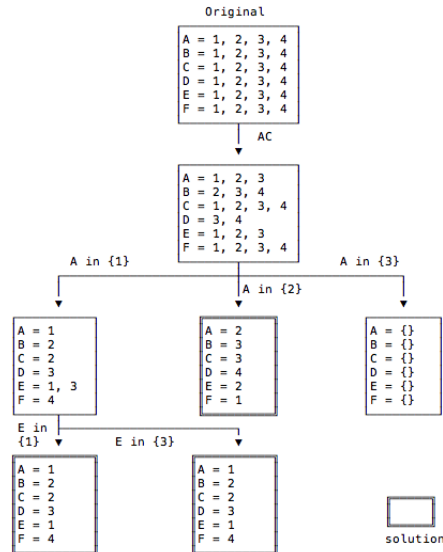 Original
A = 1, 2, 3, 4
B = 1, 2, 3, 4
C = 1, 2, 3, 4
D = 1, 2, 3, 4
E = 1, 2, 3, 4
F = 1, 2, 3, 4
AC
A = 1, 2, 3
B = 2, 3, 4
C = 1, 2, 3, 4
D = 3, 4
E = 1, 2, 3
F = 1, 2, 3, 4
A in {1}
A in {2}
A in {3}
A = 1
B = 2
C = 2
D = 3
E = 1, 3
F = 4
A = 2
B = 3
C = 3
D = 4
E = 2
F = 1
A = {}
B = {}
C = {}
D = {}
E = {}
F = {}
E in
{1}
E in {3}
A = 1
B = 2
C = 2
D = 3
E = 1
F = 4
A = 1
B = 2
C = 2
D = 3
E = 1
F = 4
solution